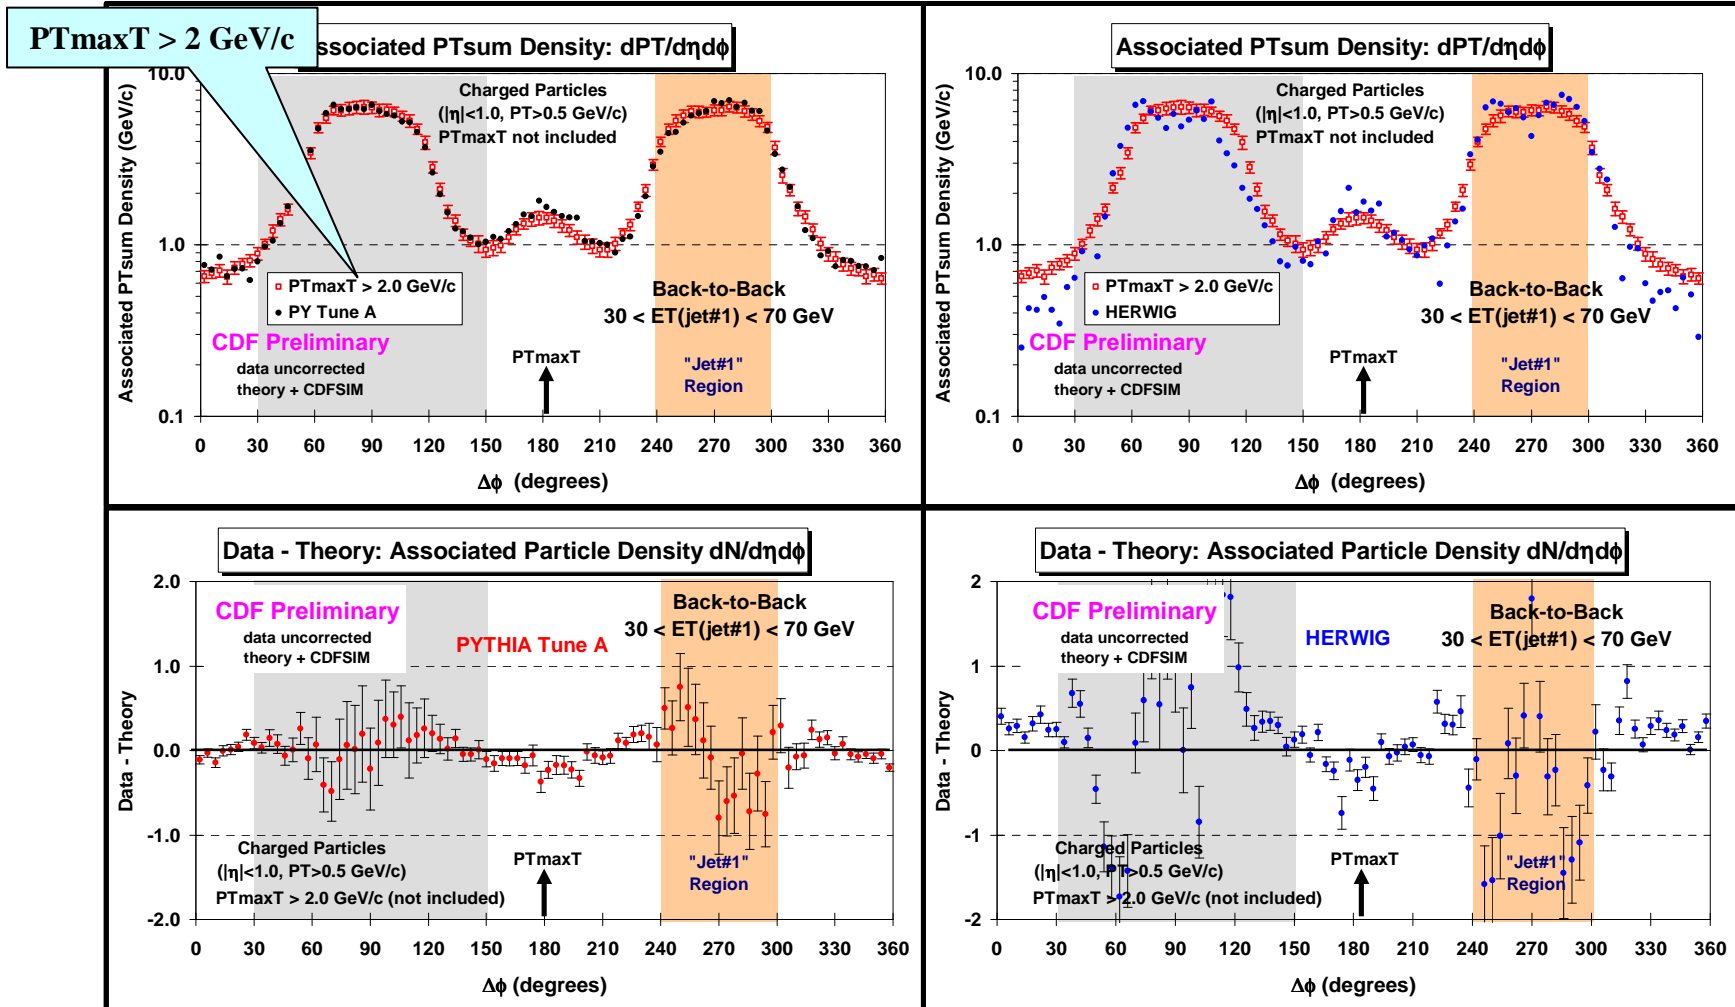 PTmaxT > 2 GeV/c
ssociated PTsum Density: dPT/dηdϕ
Associated PTsum Density (GeV/c)
10.0
1.0
0.1
Charged Particles
(|η|<1.0, PT>0.5 GeV/c)
PTmaxT not included
PTmaxT > 2.0 GeV/c
PY Tune A
Back-to-Back
30 < ET(jet#1) < 70 GeV
CDF Preliminary
data uncorrected
theory + CDFSIM
PTmaxT
"Jet#1"
Region
0 30 60 90 120 150 180 210 240 270 300 330 360
Δϕ (degrees)
Associated PTsum Density: dPT/dηdϕ
Associated PTsum Density (GeV/c)
10.0
1.0
0.1
Charged Particles
(|η|<1.0, PT>0.5 GeV/c)
PTmaxT not included
PTmaxT > 2.0 GeV/c
HERWIG
Back-to-Back
30 < ET(jet#1) < 70 GeV
CDF Preliminary
data uncorrected
theory + CDFSIM
PTmaxT
"Jet#1"
Region
0 30 60 90 120 150 180 210 240 270 300 330 360
Δϕ (degrees)
Data - Theory: Associated Particle Density dN/dηdϕ
Data - Theory
2.0
1.0
0.0
-1.0
-2.0
CDF Preliminary
data uncorrected
theory + CDFSIM
PYTHIA Tune A
Back-to-Back
30 < ET(jet#1) < 70 GeV
Charged Particles
(|η|<1.0, PT>0.5 GeV/c)
PTmaxT > 2.0 GeV/c (not included)
PTmaxT
"Jet#1"
Region
0 30 60 90 120 150 180 210 240 270 300 330 360
Δϕ (degrees)
Data - Theory: Associated Particle Density dN/dηdϕ
Data - Theory
2
1
0
-1
-2
CDF Preliminary
data uncorrected
theory + CDFSIM
HERWIG
Back-to-Back
30 < ET(jet#1) < 70 GeV
Charged Particles
(|η|<1.0, PT>0.5 GeV/c)
PTmaxT > 2.0 GeV/c (not included)
PTmaxT
"Jet#1"
Region
0 30 60 90 120 150 180 210 240 270 300 330 360
Δϕ (degrees)